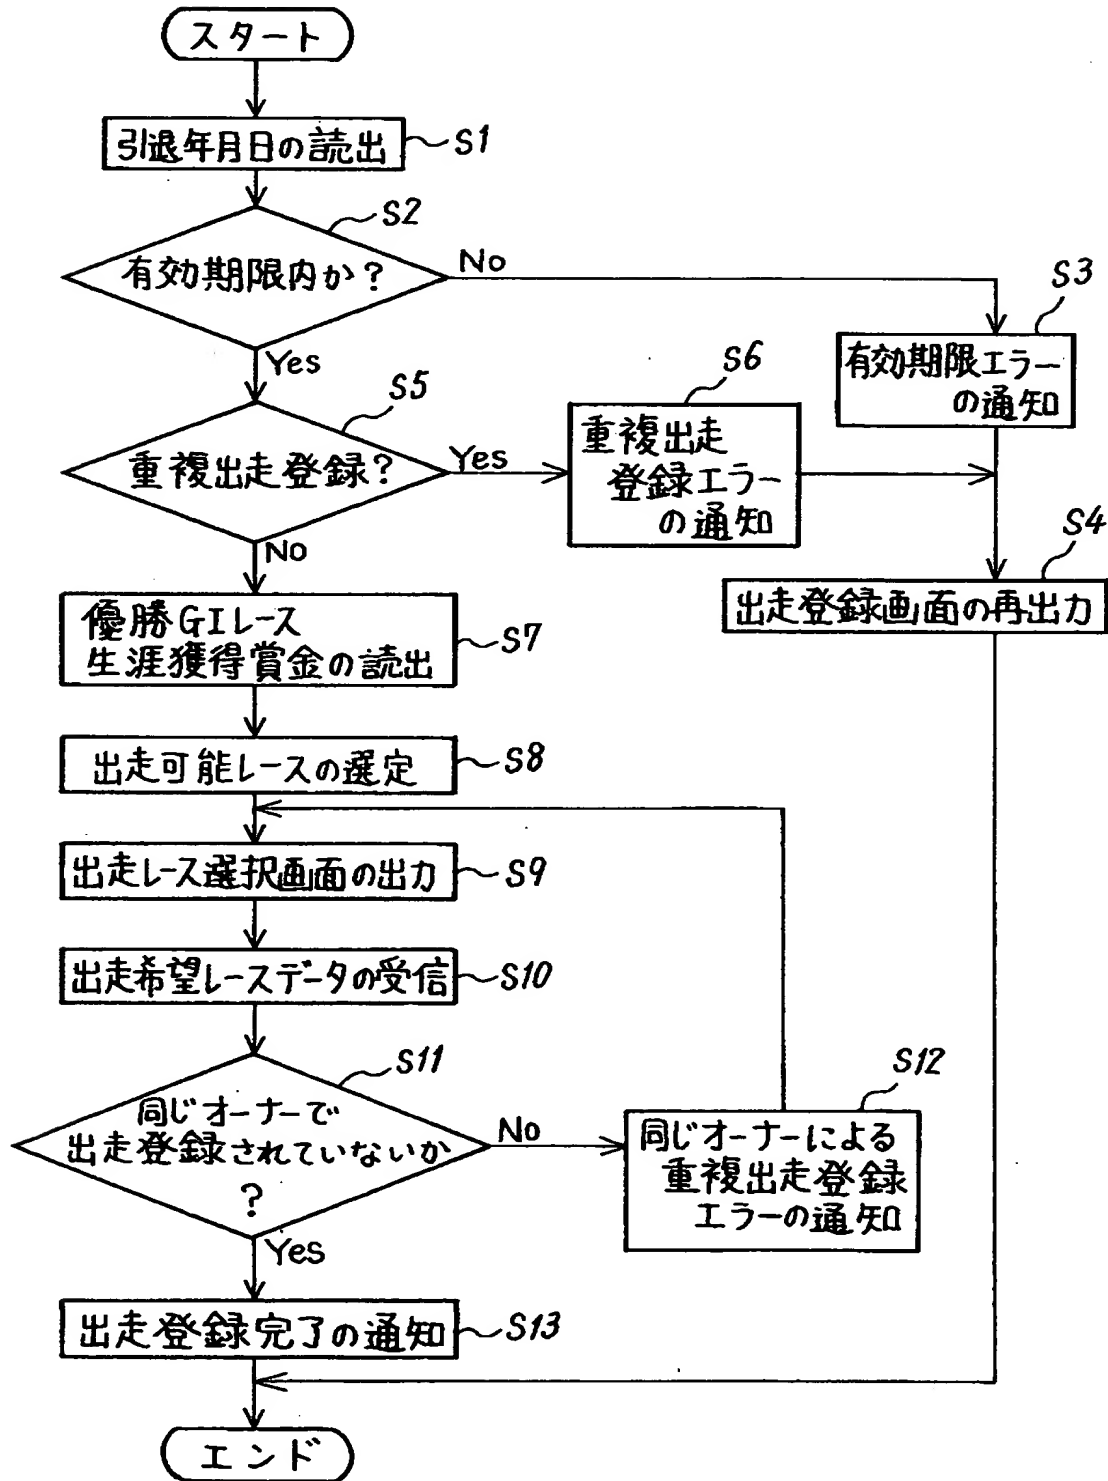 スタート
引退年月日の読出
S1
S2
有効期限内か?
No
Yes
S3
有効期限エラー
の通知
S5
重複出走登録?
Yes
No
S6
重複出走
登録エラー
の通知
S4
出走登録画面の再出力
優勝GIレース
生涯獲得賞金の読出
S7
出走可能レースの選定
S8
出走レース選択画面の出力
S9
出走希望レースデータの受信
S10
S11
同じオーナーで
出走登録されていないか
?
No
Yes
S12
同じオーナーによる
重複出走登録
エラーの通知
出走登録完了の通知
S13
エンド